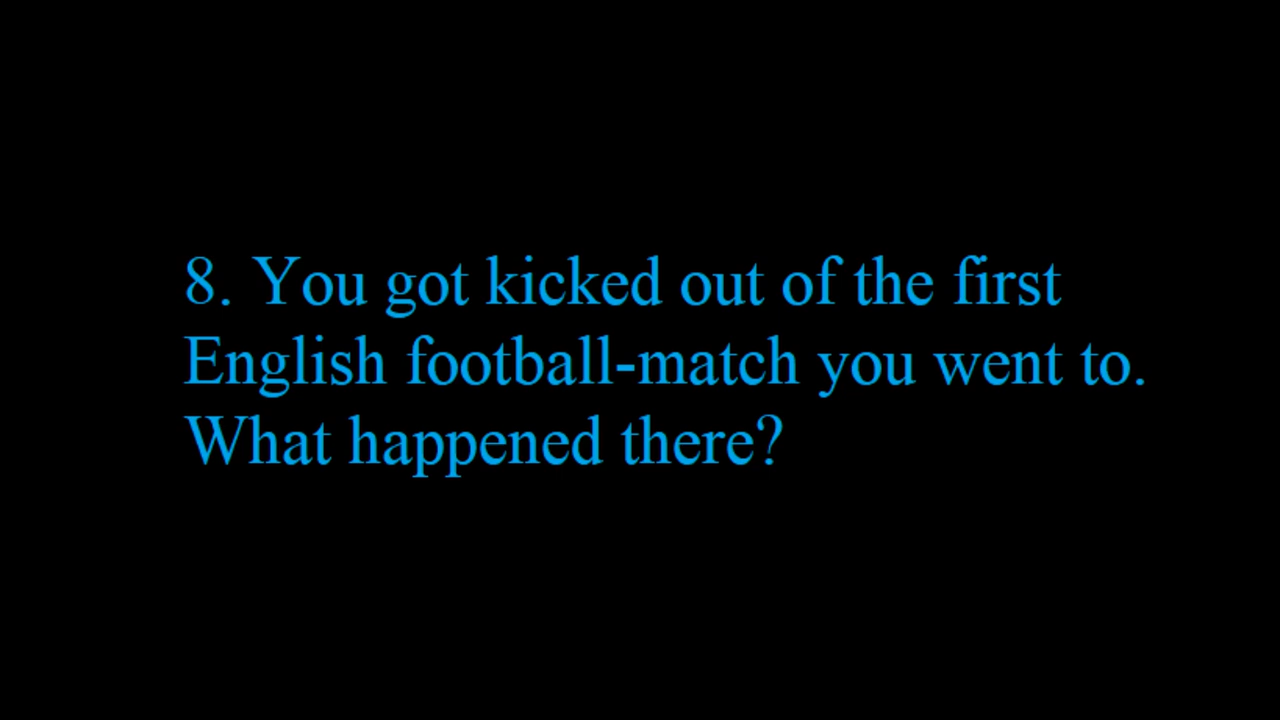 8. You got kicked out of the first
English football-match you went to.
What happened there?